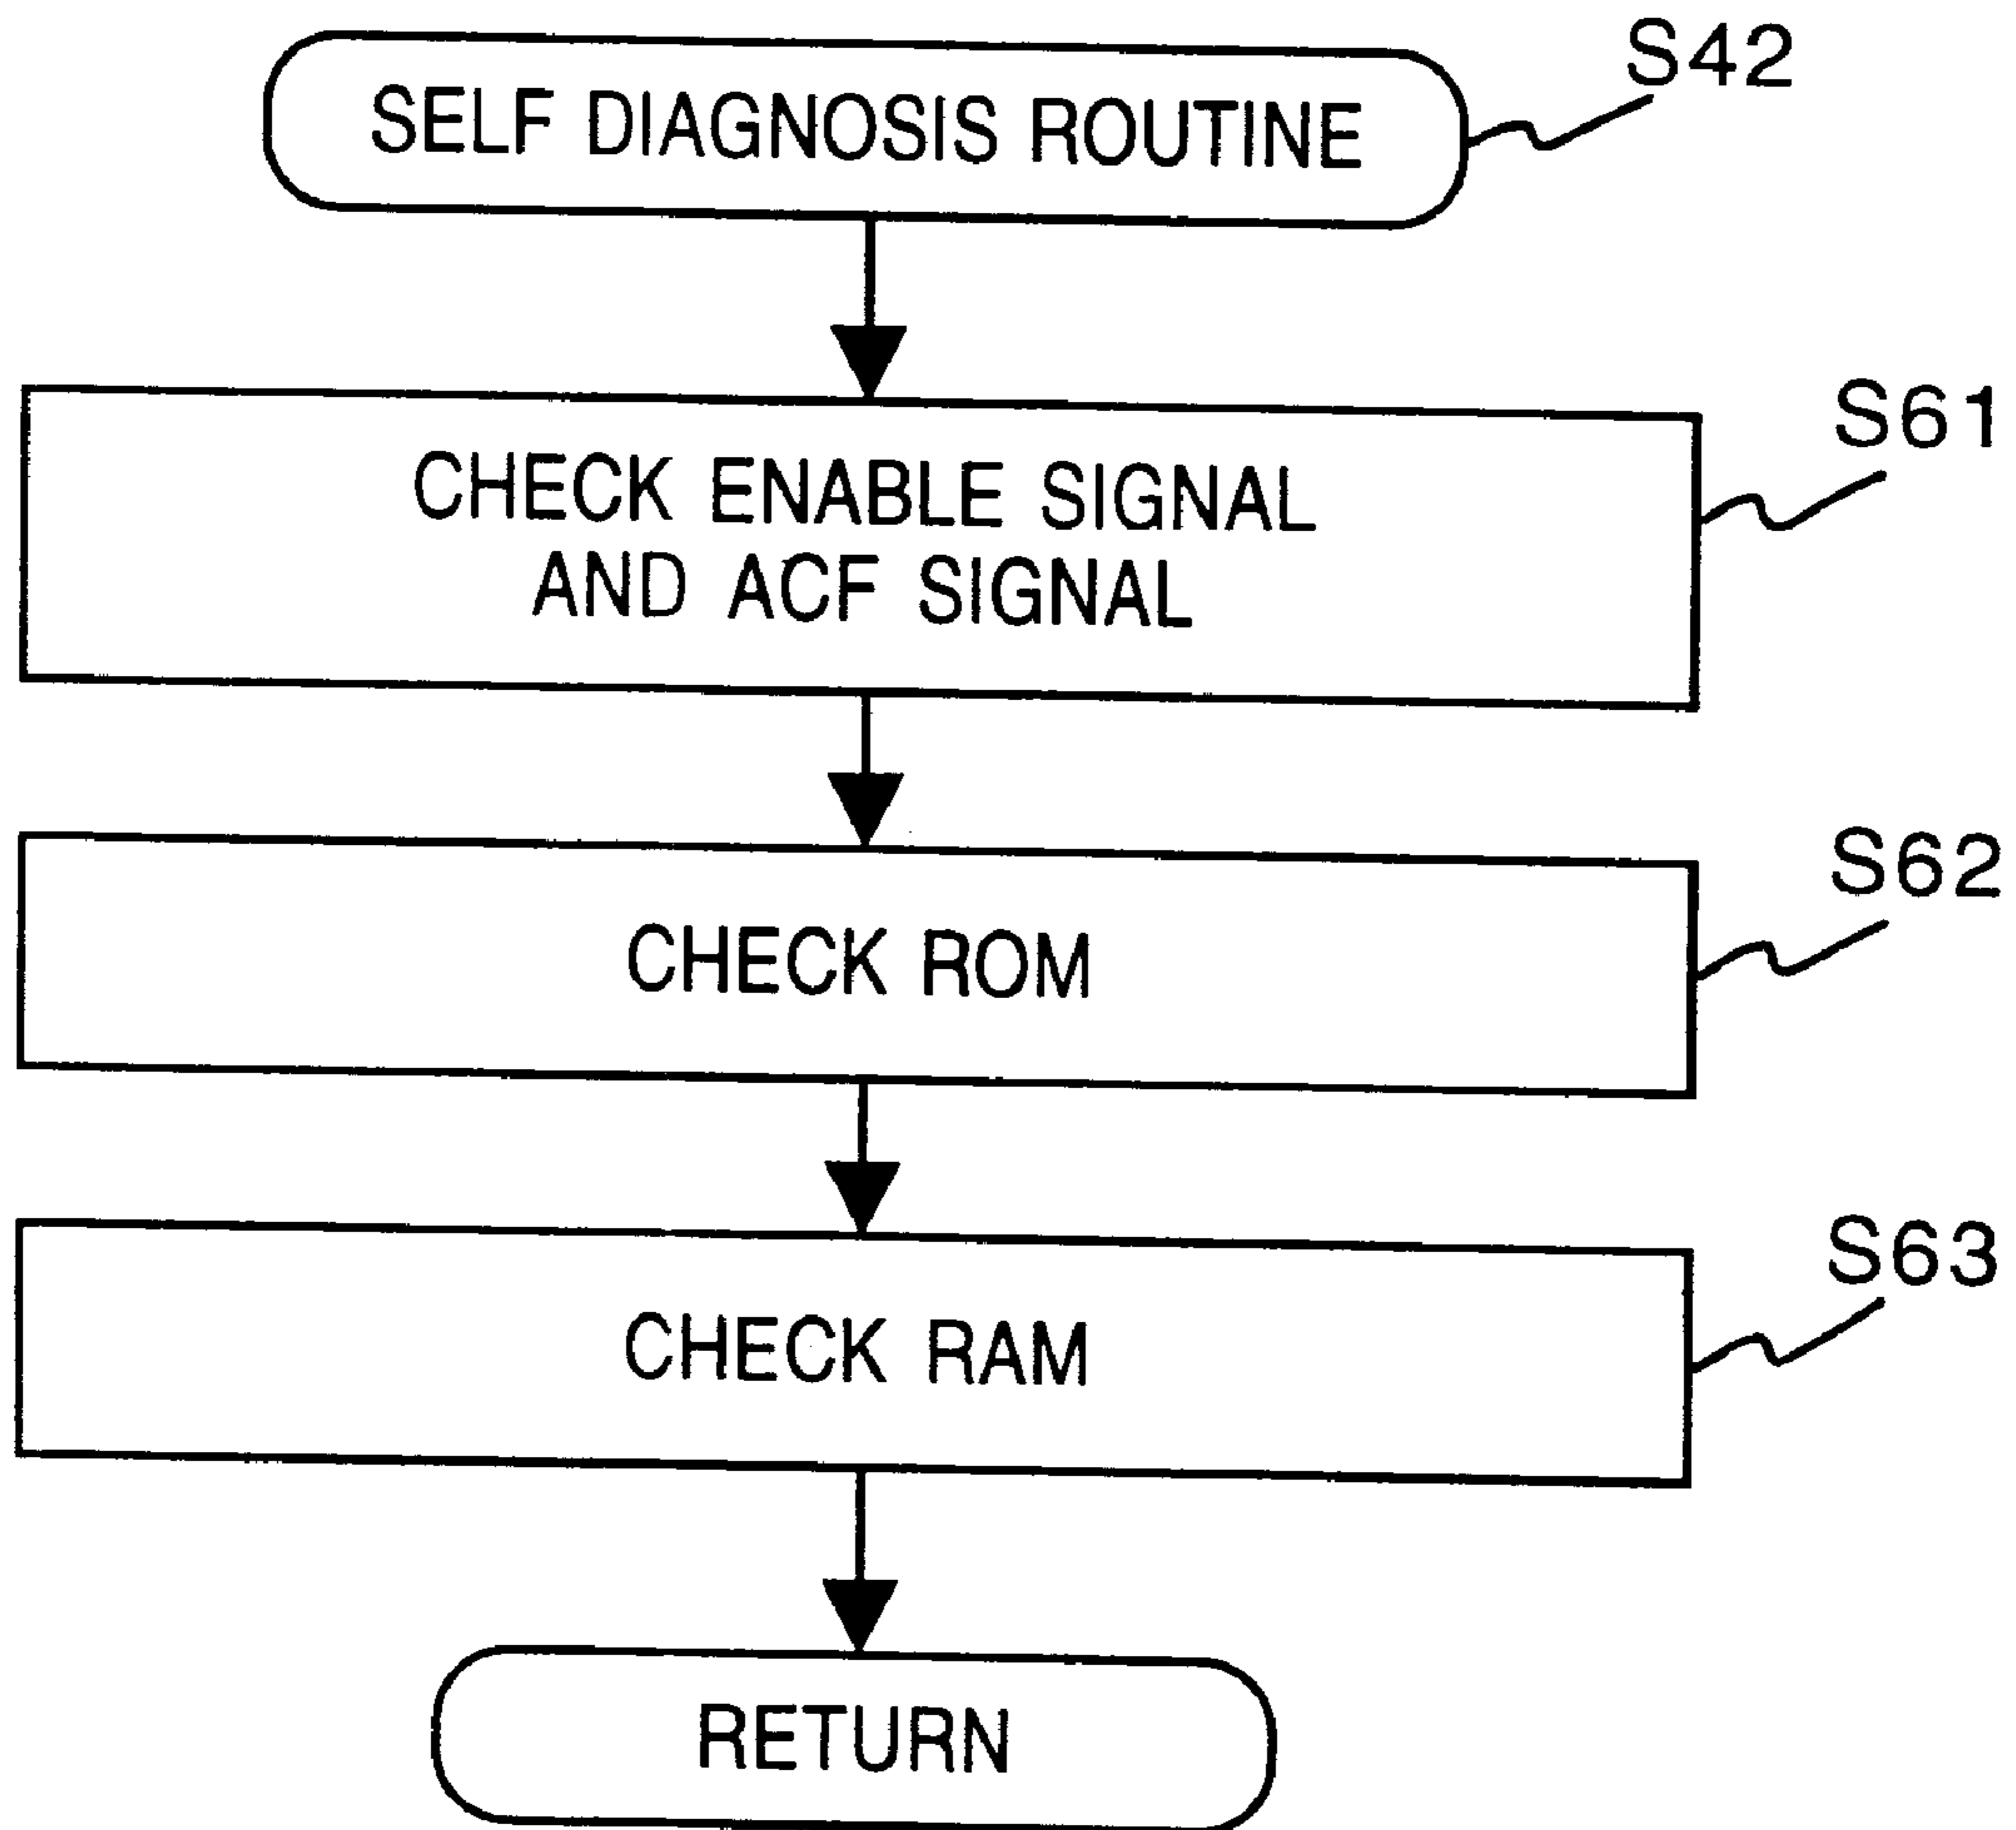 SELF DIAGNOSIS ROUTINE
S42
CHECK ENABLE SIGNAL
AND ACF SIGNAL
S61
CHECK ROM
S62
CHECK RAM
S63
RETURN